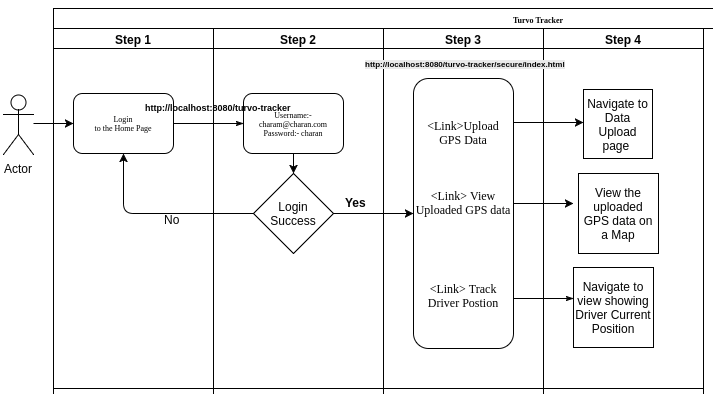 Turvo Tracker
Step 1
Step 2
Step 3
Step 4
http://localhost:8080/turvo-tracker/secure/index.html
Actor
Login
to the Home Page
http://localhost:8080/turvo-tracker
Username:-
charam@charan.com
Password:- charan
Login
Success
No
Yes
<Link>Upload
GPS Data
<Link> View
Uploaded GPS data
<Link> Track
Driver Postion
Navigate to
Data
Upload
page
View the
uploaded
GPS data on
a Map
Navigate to
view showing
Driver Current
Position